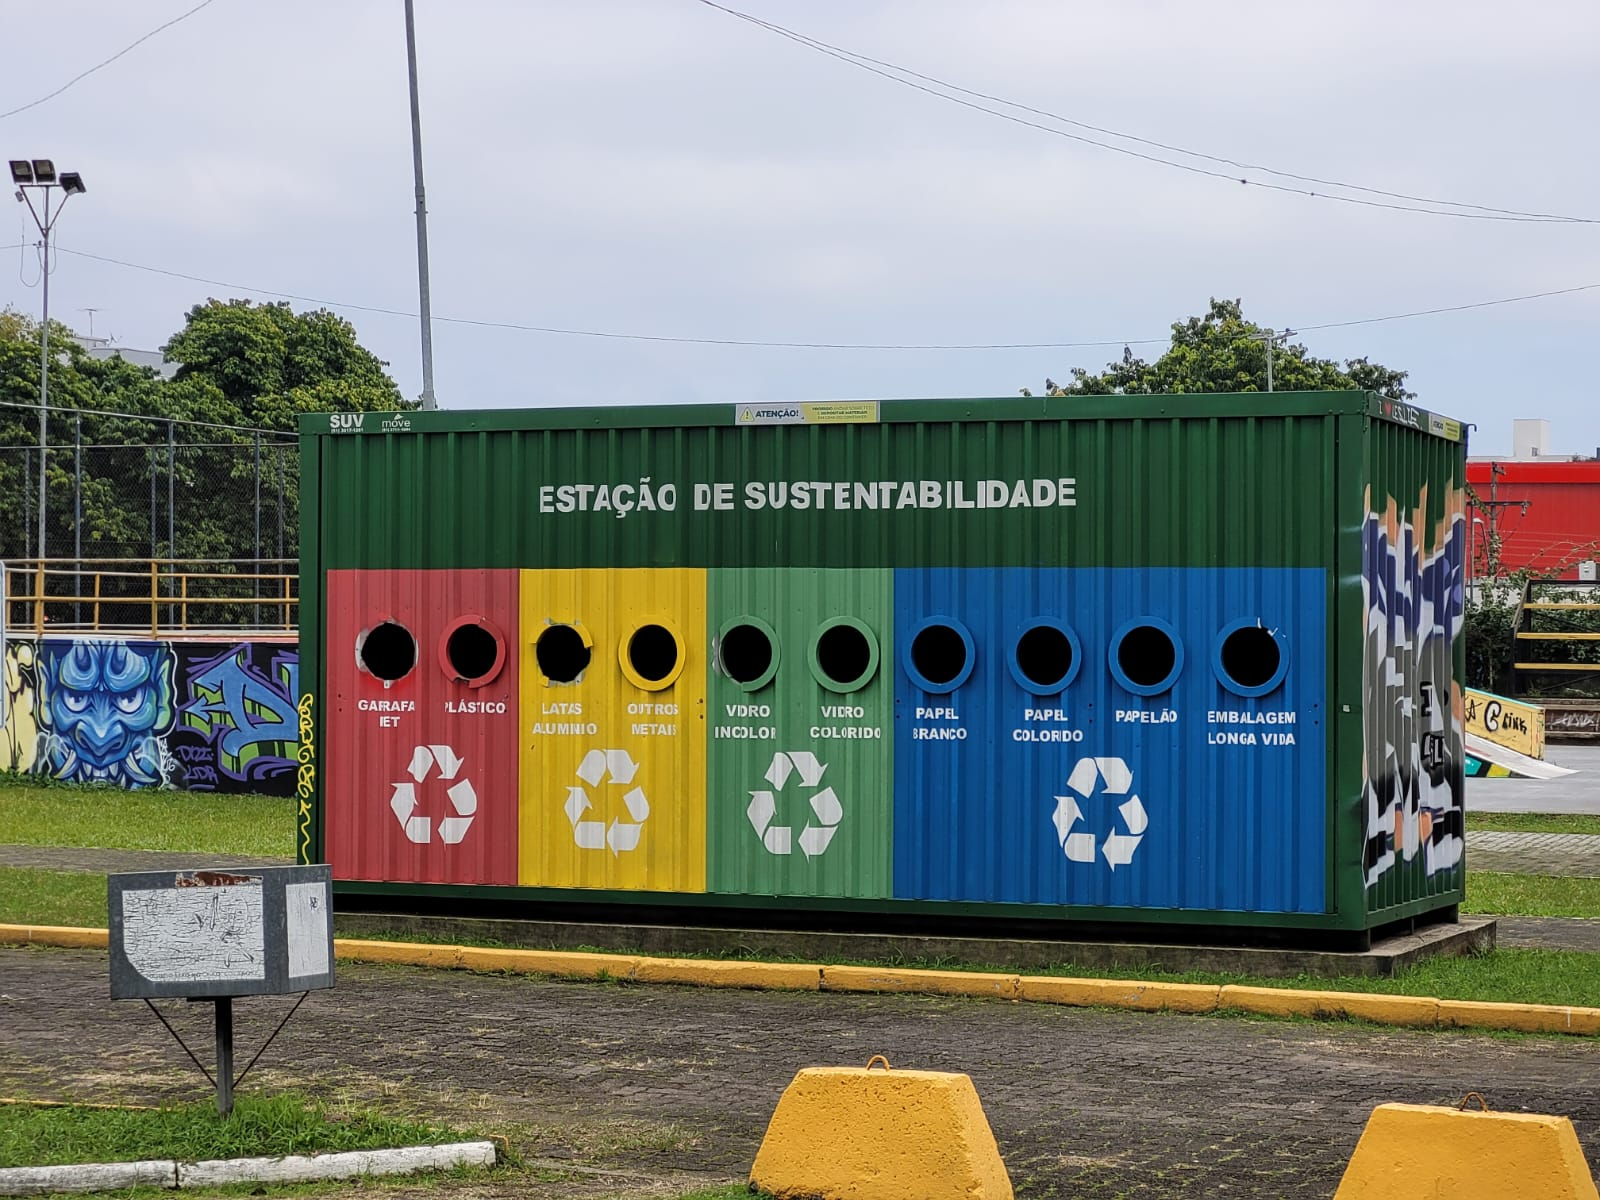 SUV
move
ATENÇÃO!
ESTAÇÃO DE SUSTENTABILIDADE
GARRAFA
PET
PLÁSTICO
LATAS
ALUMINIO
OUTROS
METAIS
VIDRO
INCOLOR
VIDRO
COLORIDO
PAPEL
BRANCO
PAPEL
COLORIDO
PAPELÃO
EMBALAGEM
LONGA VIDA